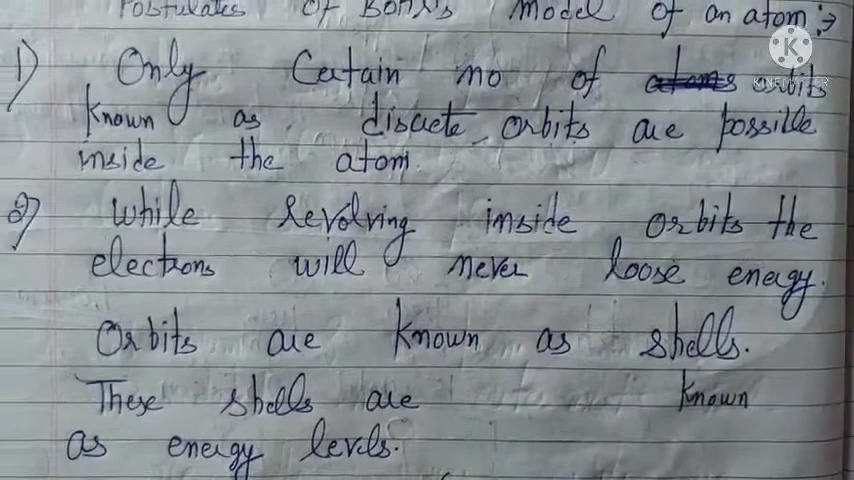 Postulates of Bohr's model of an atom :→
1) Only Certain no of atoms orbits
known as discrete orbits are possible
inside the atom.
2) While revolving inside orbits the
electrons will never loose energy.
Orbits are known as shells.
These shells are known
as energy levels.